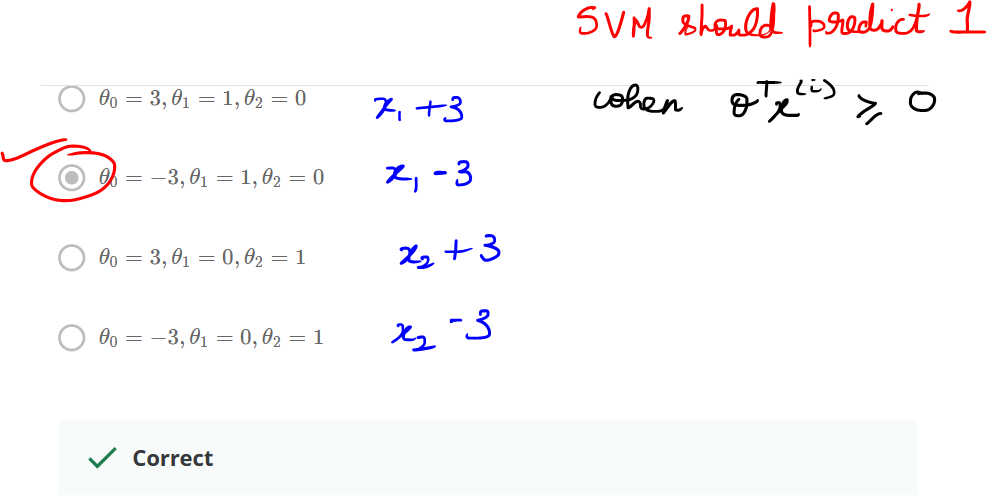 SVM should predict 1
θ₀ = 3, θ₁ = 1, θ₂ = 0 x₁ + 3 when θᵀx⁽ⁱ⁾ ⩾ 0
θ₀ = −3, θ₁ = 1, θ₂ = 0 x₁ - 3
θ₀ = 3, θ₁ = 0, θ₂ = 1 x₂ + 3
θ₀ = −3, θ₁ = 0, θ₂ = 1 x₂ - 3
Correct